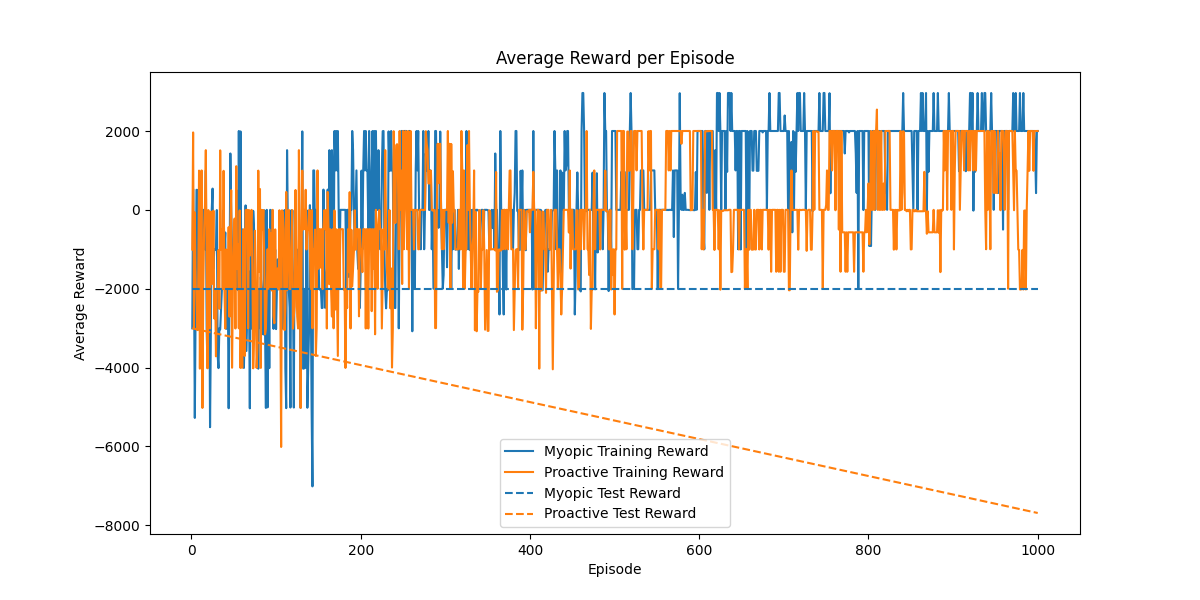 Average Reward per Episode
Average Reward
2000
0
−2000
−4000
−6000
−8000
Myopic Training Reward
Proactive Training Reward
Myopic Test Reward
Proactive Test Reward
0 200 400 600 800 1000
Episode